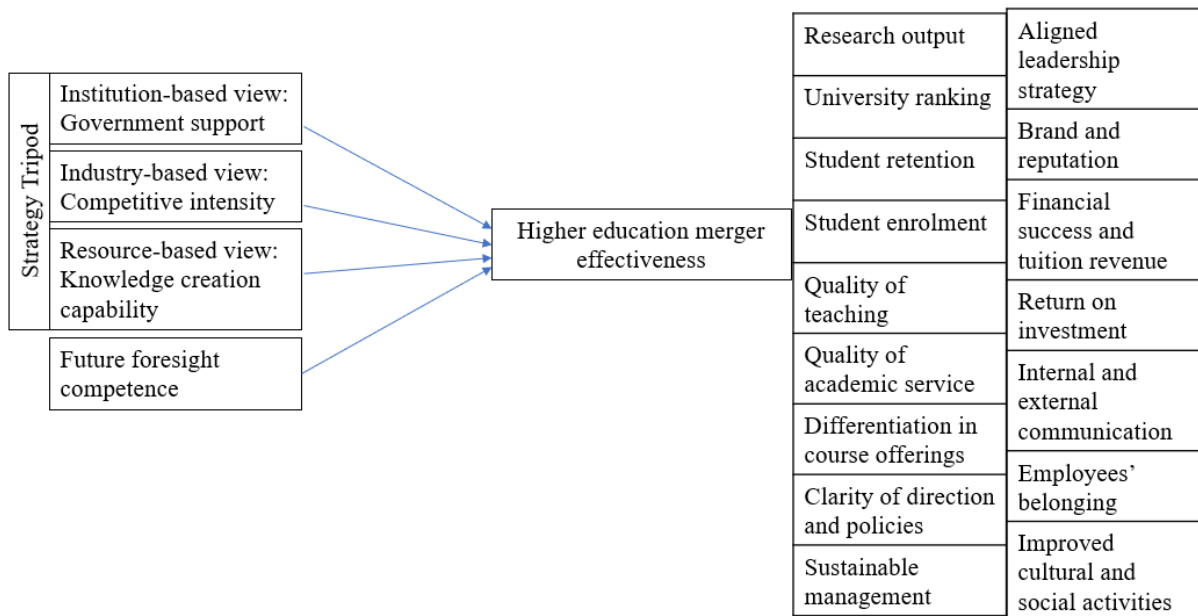 Strategy Tripod
Institution-based view:
Government support
Industry-based view:
Competitive intensity
Resource-based view:
Knowledge creation
capability
Future foresight
competence
Higher education merger
effectiveness
Research output
University ranking
Student retention
Student enrolment
Quality of
teaching
Quality of
academic service
Differentiation in
course offerings
Clarity of direction
and policies
Sustainable
management
Aligned
leadership
strategy
Brand and
reputation
Financial
success and
tuition revenue
Return on
investment
Internal and
external
communication
Employees’
belonging
Improved
cultural and
social activities